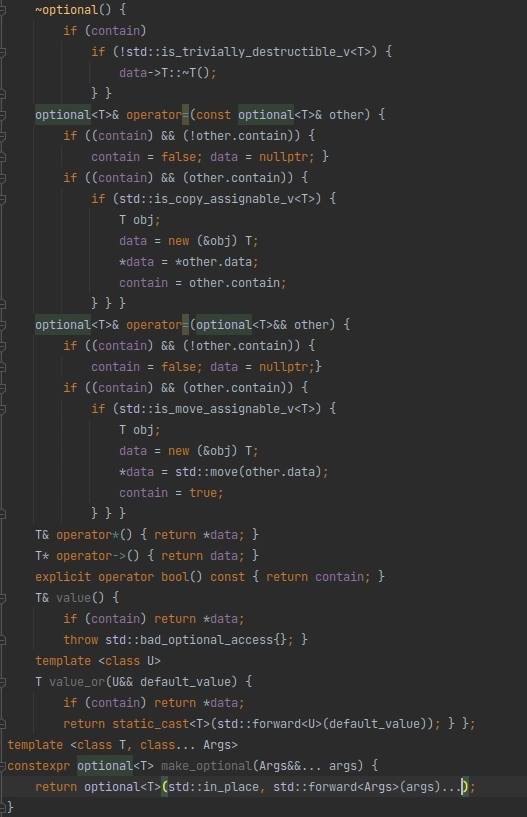 ~optional() {
if (contain)
if (!std::is_trivially_destructible_v<T>) {
data->T::~T();
} }
optional<T>& operator=(const optional<T>& other) {
if ((contain) && (!other.contain)) {
contain = false; data = nullptr; }
if ((contain) && (other.contain)) {
if (std::is_copy_assignable_v<T>) {
T obj;
data = new (&obj) T;
*data = *other.data;
contain = other.contain;
} } }
optional<T>& operator=(optional<T>&& other) {
if ((contain) && (!other.contain)) {
contain = false; data = nullptr;}
if ((contain) && (other.contain)) {
if (std::is_move_assignable_v<T>) {
T obj;
data = new (&obj) T;
*data = std::move(other.data);
contain = true;
} } }
T& operator*() { return *data; }
T* operator->() { return data; }
explicit operator bool() const { return contain; }
T& value() {
if (contain) return *data;
throw std::bad_optional_access{}; }
template <class U>
T value_or(U&& default_value) {
if (contain) return *data;
return static_cast<T>(std::forward<U>(default_value)); } };
template <class T, class... Args>
constexpr optional<T> make_optional(Args&&... args) {
return optional<T>(std::in_place, std::forward<Args>(args)...);
}